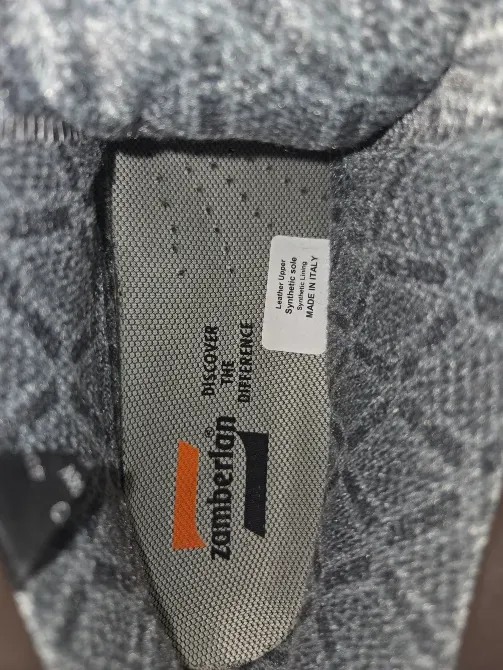 Leather Upper
Synthetic sole
Synthetic Lining
MADE IN ITALY
DISCOVER
THE
DIFFERENCE
zamberlan®